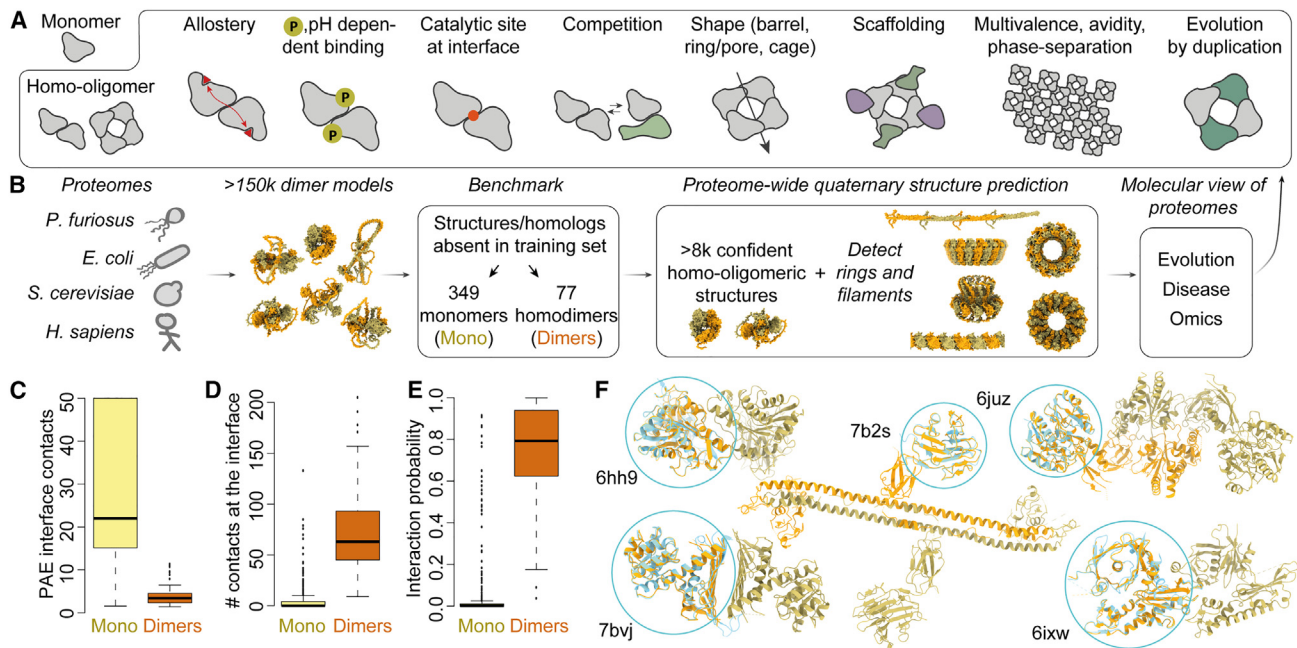 A
Monomer
Homo-oligomer
Allostery
P ,pH depen-
dent binding
P
P
Catalytic site
at interface
Competition
Shape (barrel,
ring/pore, cage)
Scaffolding
Multivalence, avidity,
phase-separation
Evolution
by duplication
B
Proteomes
P. furiosus
E. coli
S. cerevisiae
H. sapiens
>150k dimer models
Benchmark
Structures/homologs
absent in training set
349
monomers
(Mono)
77
homodimers
(Dimers)
Proteome-wide quaternary structure prediction
>8k confident
homo-oligomeric
structures
+
Detect
rings and
filaments
Molecular view of
proteomes
Evolution
Disease
Omics
C
PAE interface contacts
50
40
30
20
10
0
Mono Dimers
D
# contacts at the interface
200
150
100
50
0
Mono Dimers
E
Interaction probability
1.0
0.8
0.6
0.4
0.2
0.0
Mono Dimers
F
6hh9
7b2s
6juz
7bvj
6ixw